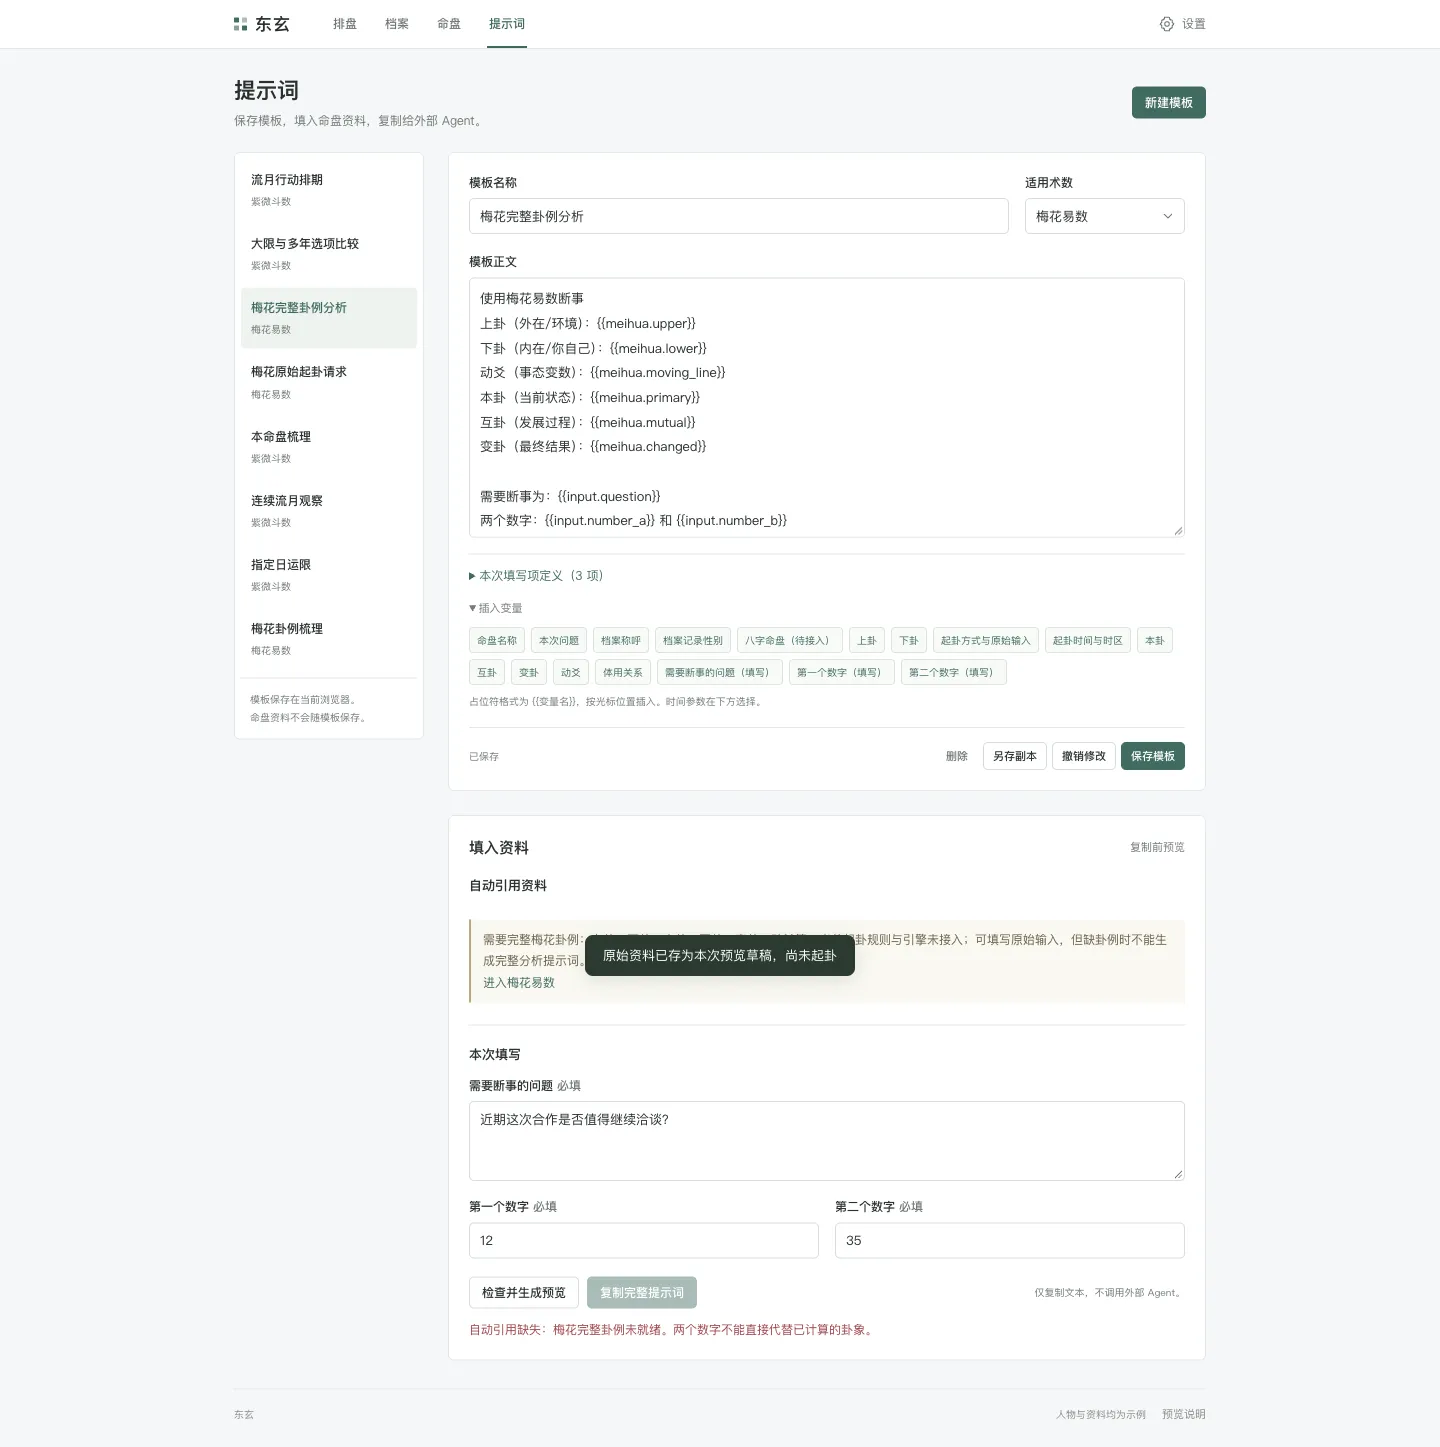 东玄
排盘
档案
命盘
提示词
设置
提示词
保存模板，填入命盘资料，复制给外部 Agent。
新建模板
流月行动排期
紫微斗数
大限与多年选项比较
紫微斗数
梅花完整卦例分析
梅花易数
梅花原始起卦请求
梅花易数
本命盘梳理
紫微斗数
连续流月观察
紫微斗数
指定日运限
紫微斗数
梅花卦例梳理
梅花易数
模板保存在当前浏览器。
命盘资料不会随模板保存。
模板名称
适用术数
梅花完整卦例分析
梅花易数
模板正文
使用梅花易数断事
上卦（外在/环境）：{{meihua.upper}}
下卦（内在/你自己）：{{meihua.lower}}
动爻（事态变数）：{{meihua.moving_line}}
本卦（当前状态）：{{meihua.primary}}
互卦（发展过程）：{{meihua.mutual}}
变卦（最终结果）：{{meihua.changed}}
需要断事为：{{input.question}}
两个数字：{{input.number_a}} 和 {{input.number_b}}
本次填写项定义（3 项）
插入变量
命盘名称 本次问题 档案称呼 档案记录性别 八字命盘（待接入） 上卦 下卦 起卦方式与原始输入 起卦时间与时区 本卦
互卦 变卦 动爻 体用关系 需要断事的问题（填写） 第一个数字（填写） 第二个数字（填写）
占位符格式为 {{变量名}}，按光标位置插入。时间参数在下方选择。
已保存
删除
另存副本
撤销修改
保存模板
填入资料
复制前预览
自动引用资料
需要完整梅花卦例：
卦规则与引擎未接入；可填写原始输入，但缺卦例时不能生
成完整分析提示词。
原始资料已存为本次预览草稿，尚未起卦
进入梅花易数
本次填写
需要断事的问题 必填
近期这次合作是否值得继续洽谈？
第一个数字 必填
第二个数字 必填
12
35
检查并生成预览
复制完整提示词
仅复制文本，不调用外部 Agent。
自动引用缺失：梅花完整卦例未就绪。两个数字不能直接代替已计算的卦象。
东玄
人物与资料均为示例
预览说明